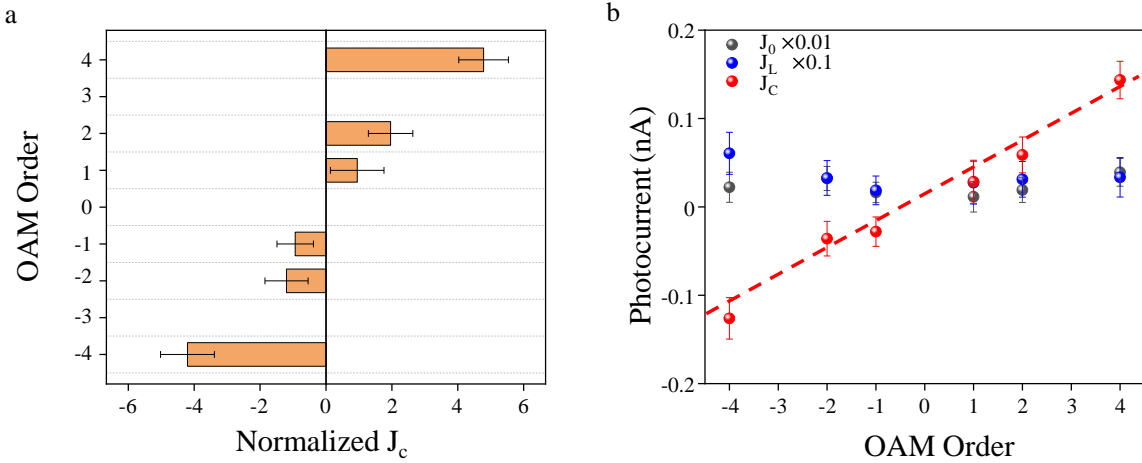 a
OAM Order
4
3
2
1
0
-1
-2
-3
-4
-6 -4 -2 0 2 4 6
Normalized J_c
b
Photocurrent (nA)
0.2
0.1
0
-0.1
-0.2
J_0 ×0.01
J_L ×0.1
J_C
-4 -2 -1 0 1 2 4
OAM Order